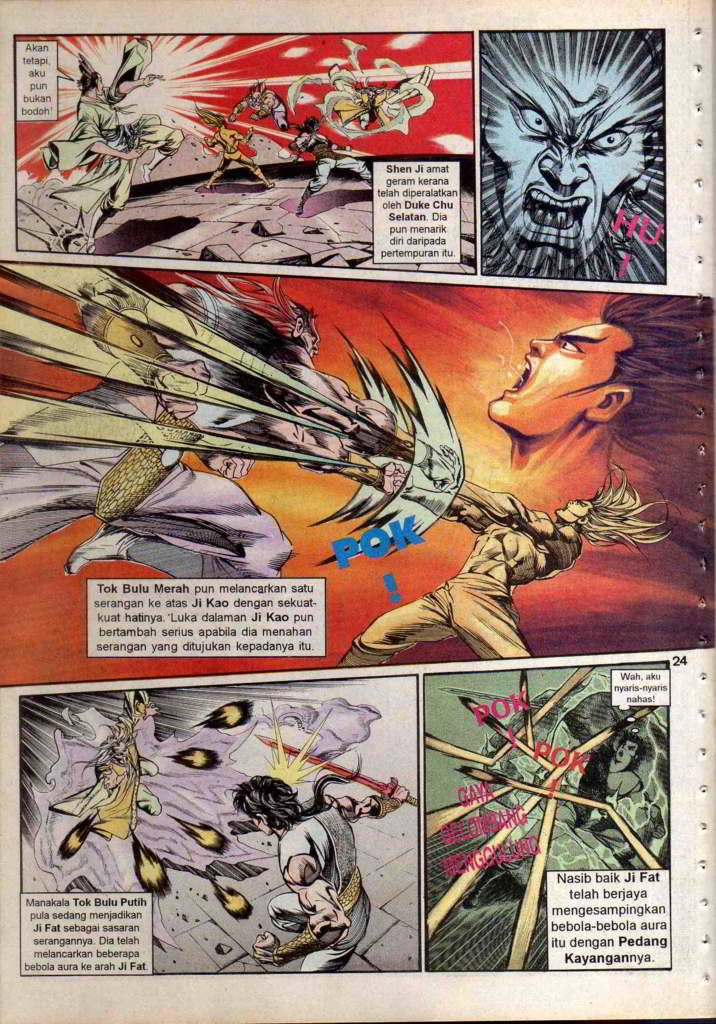 Akan
tetapi,
aku
pun
bukan
bodoh!
Shen Ji amat
geram kerana
telah diperalatkan
oleh Duke Chu
Selatan. Dia
pun menarik
diri daripada
pertempuran itu.
HU
!
POK
!
Tok Bulu Merah pun melancarkan satu
serangan ke atas Ji Kao dengan sekuat-
kuat hatinya. Luka dalaman Ji Kao pun
bertambah serius apabila dia menahan
serangan yang ditujukan kepadanya itu.
24
Manakala Tok Bulu Putih
pula sedang menjadikan
Ji Fat sebagai sasaran
serangannya. Dia telah
melancarkan beberapa
bebola aura ke arah Ji Fat.
Wah, aku
nyaris-nyaris
nahas!
POK
!
POK
!
GAYA
GELOMBANG
MENGGULUNG
Nasib baik Ji Fat
telah berjaya
mengesampingkan
bebola-bebola aura
itu dengan Pedang
Kayangannya.